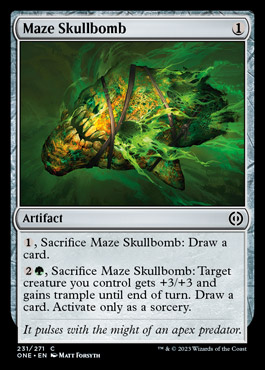 Maze Skullbomb 1
Artifact
1, Sacrifice Maze Skullbomb: Draw a
card.
2, Sacrifice Maze Skullbomb: Target
creature you control gets +3/+3 and
gains trample until end of turn. Draw a
card. Activate only as a sorcery.
It pulses with the might of an apex predator.
231/271 C
ONE • EN MATT FORSYTH
™ & © 2023 Wizards of the Coast